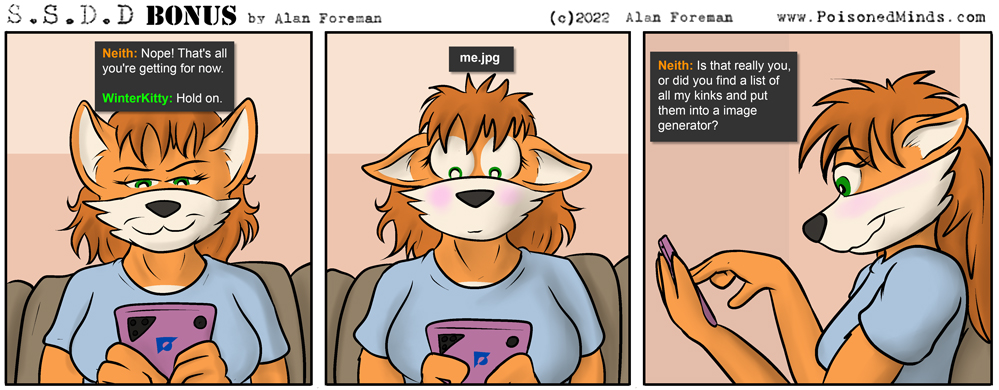 S.S.D.D BONUS by Alan Foreman (c)2022 Alan Foreman www.PoisonedMinds.com
Neith: Nope! That's all
you're getting for now.
WinterKitty: Hold on.
me.jpg
Neith: Is that really you,
or did you find a list of
all my kinks and put
them into a image
generator?